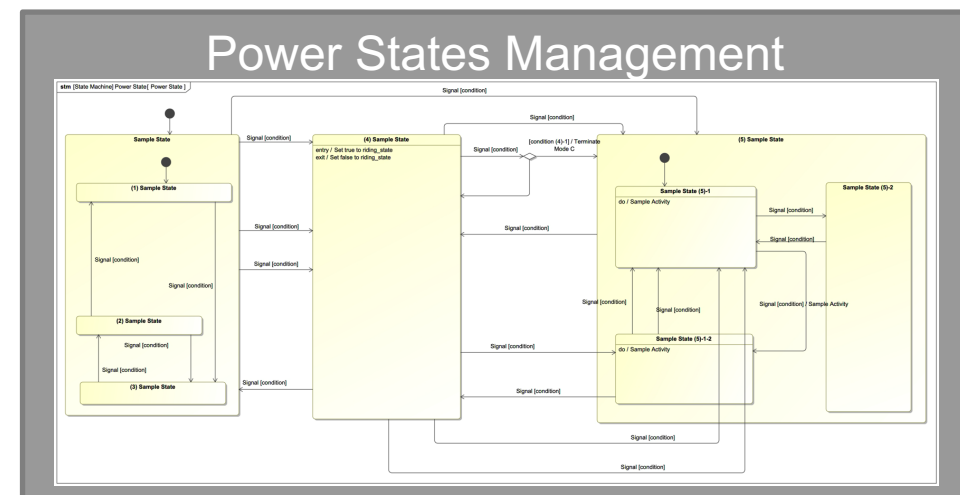 Power States Management
stm [State Machine] Power State[ Power State ]
Signal [condition]
Signal [condition]
Sample State
Signal [condition]
(4) Sample State
entry / Set true to riding_state
exit / Set false to riding_state
Signal [condition]
[condition (4)-1] / Terminate
Mode C
(5) Sample State
(1) Sample State
Sample State (5)-1
do / Sample Activity
Sample State (5)-2
Signal [condition]
Signal [condition]
Signal [condition]
Signal [condition]
Signal [condition]
Signal [condition]
Signal [condition]
Signal [condition]
Signal [condition]
Signal [condition]
Signal [condition] / Sample Activity
(2) Sample State
Signal [condition]
Sample State (5)-1-2
do / Sample Activity
Signal [condition]
Signal [condition]
(3) Sample State
Signal [condition]
Signal [condition]
Signal [condition]
Signal [condition]